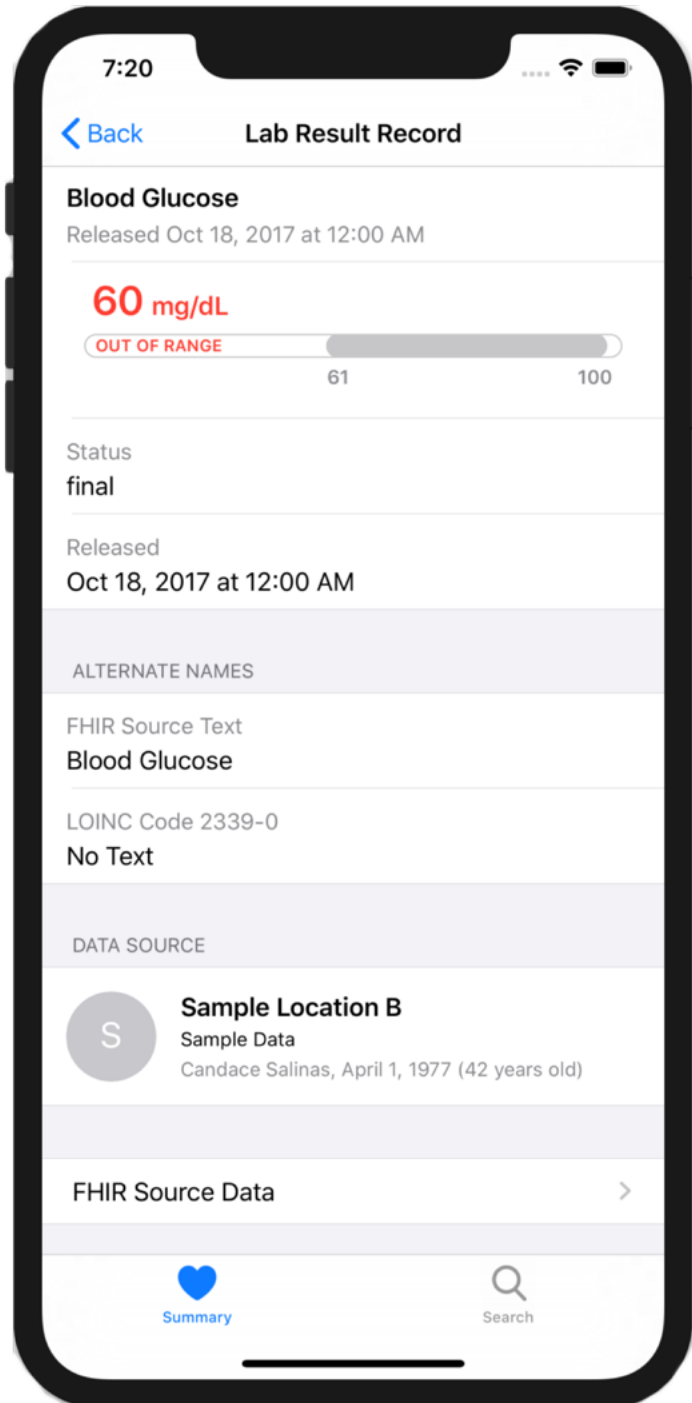 7:20
Back
Lab Result Record
Blood Glucose
Released Oct 18, 2017 at 12:00 AM
60 mg/dL
OUT OF RANGE
61 100
Status
final
Released
Oct 18, 2017 at 12:00 AM
ALTERNATE NAMES
FHIR Source Text
Blood Glucose
LOINC Code 2339-0
No Text
DATA SOURCE
S
Sample Location B
Sample Data
Candace Salinas, April 1, 1977 (42 years old)
FHIR Source Data
Summary Search